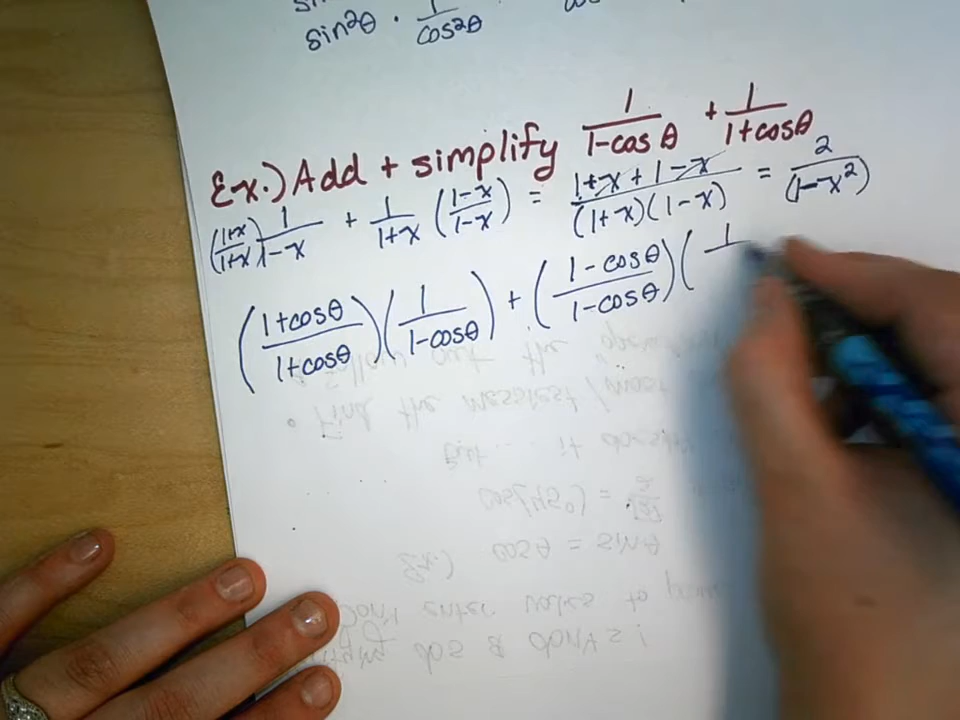 sin²θ · 1/cos²θ
Ex.) Add + simplify 1/(1-cos θ) + 1/(1+cosθ)
((1+x)/(1+x)) 1/(1-x) + 1/(1+x) ((1-x)/(1-x)) = (1+x+1-x)/((1+x)(1-x)) = 2/(1-x²)
((1+cosθ)/(1+cosθ))(1/(1-cosθ)) + ((1-cosθ)/(1-cosθ))(1/